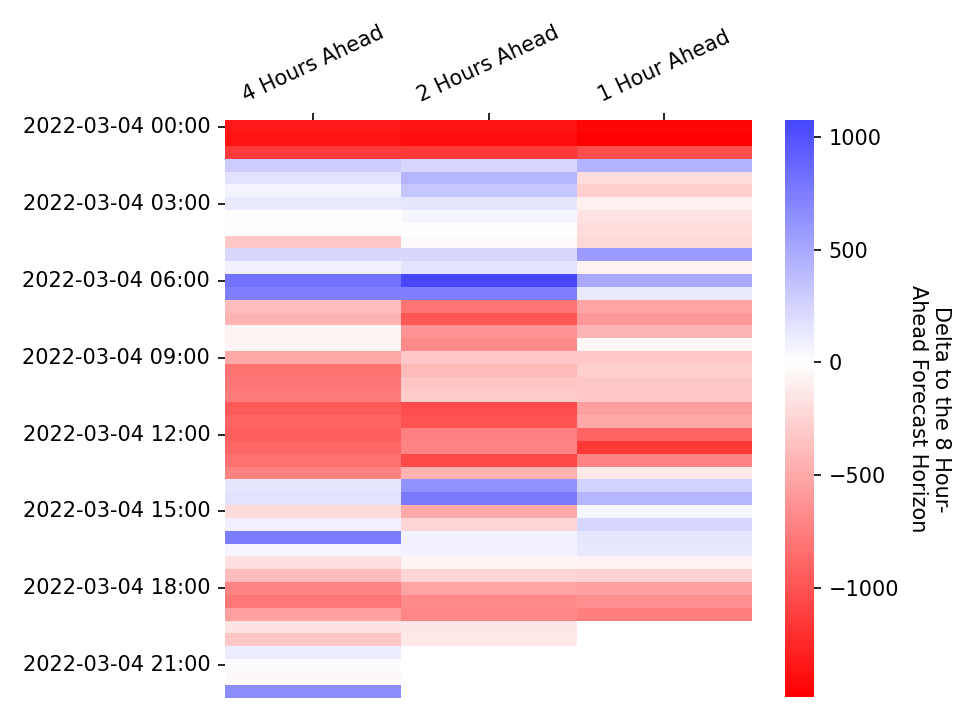 4 Hours Ahead
2 Hours Ahead
1 Hour Ahead
2022-03-04 00:00
2022-03-04 03:00
2022-03-04 06:00
2022-03-04 09:00
2022-03-04 12:00
2022-03-04 15:00
2022-03-04 18:00
2022-03-04 21:00
1000
500
0
−500
−1000
Delta to the 8 Hour-
Ahead Forecast Horizon